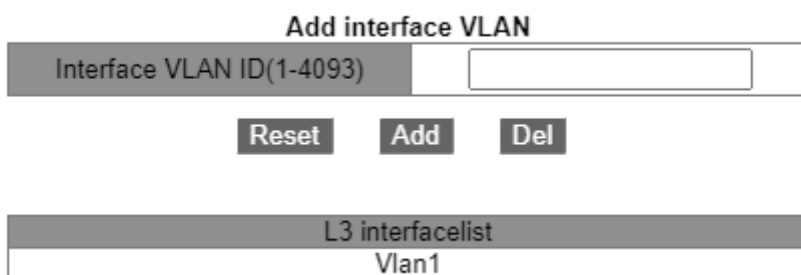 Add interface VLAN
Interface VLAN ID(1-4093)
Reset Add Del
L3 interfacelist
Vlan1